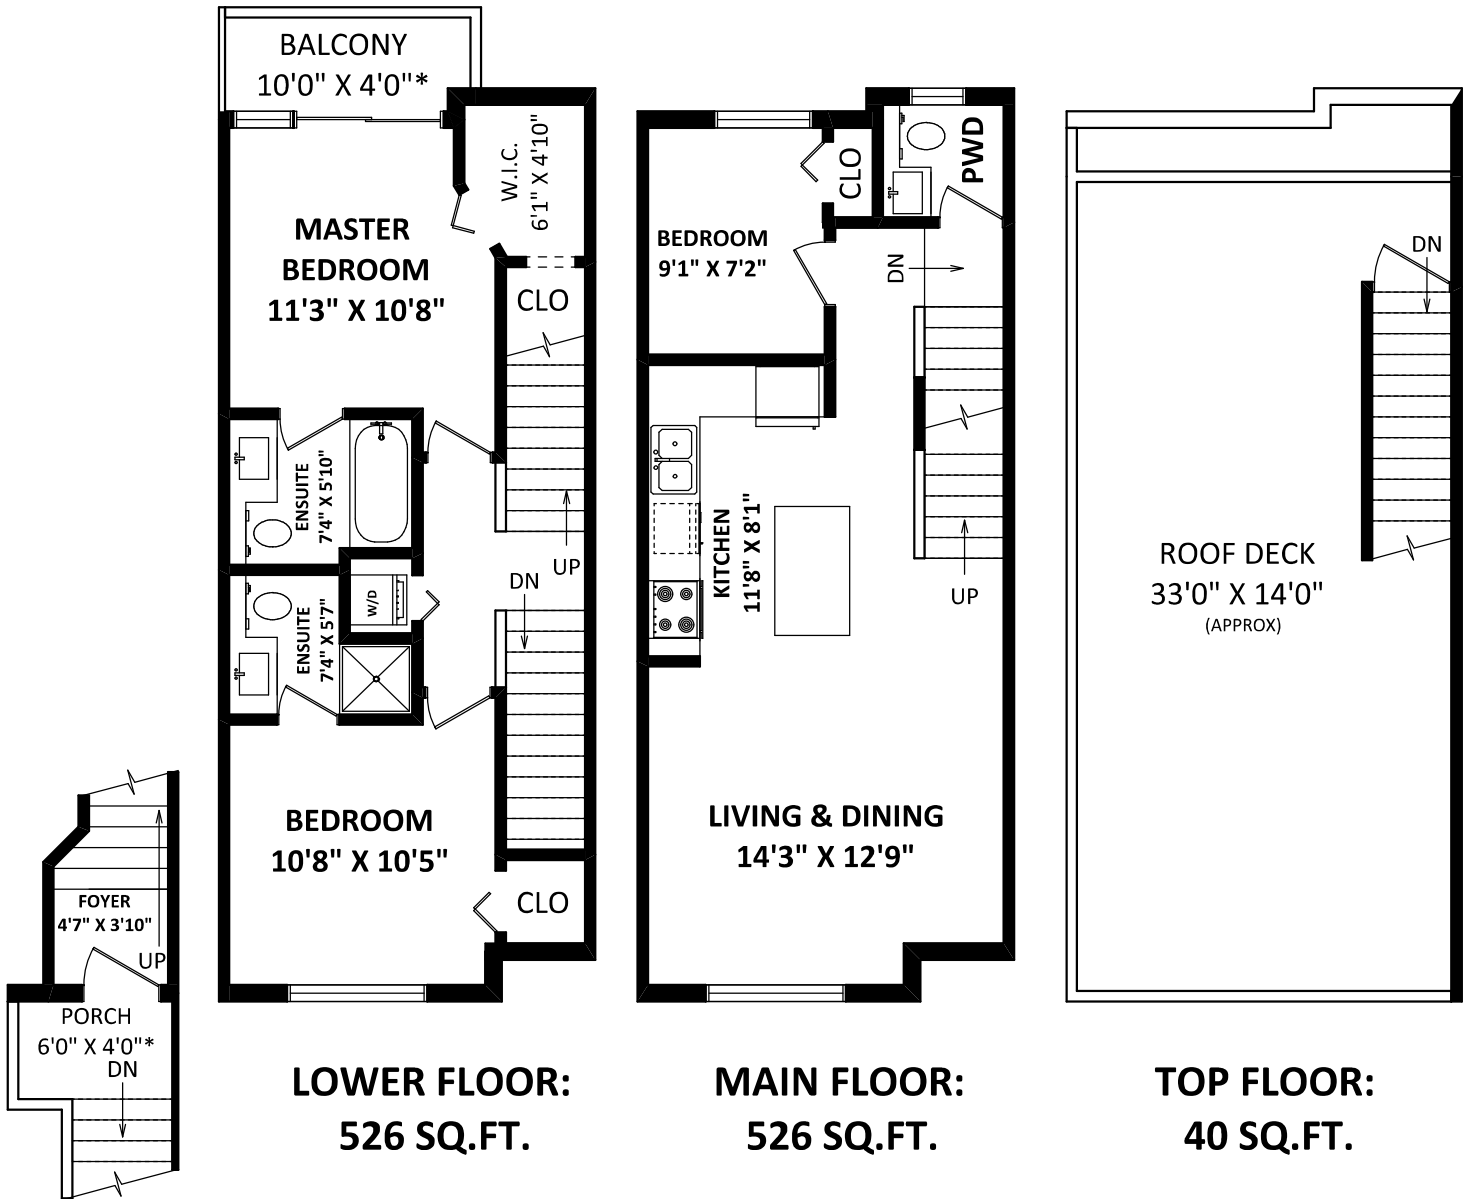 BALCONY
10'0" X 4'0"*
W.I.C.
6'1" X 4'10"
MASTER
BEDROOM
11'3" X 10'8"
CLO
ENSUITE
7'4" X 5'10"
UP
DN
W/D
ENSUITE
7'4" X 5'7"
BEDROOM
10'8" X 10'5"
CLO
FOYER
4'7" X 3'10"
UP
PORCH
6'0" X 4'0"*
DN
LOWER FLOOR:
526 SQ.FT.
CLO
PWD
BEDROOM
9'1" X 7'2"
DN
KITCHEN
11'8" X 8'1"
UP
LIVING & DINING
14'3" X 12'9"
MAIN FLOOR:
526 SQ.FT.
DN
ROOF DECK
33'0" X 14'0"
(APPROX)
TOP FLOOR:
40 SQ.FT.